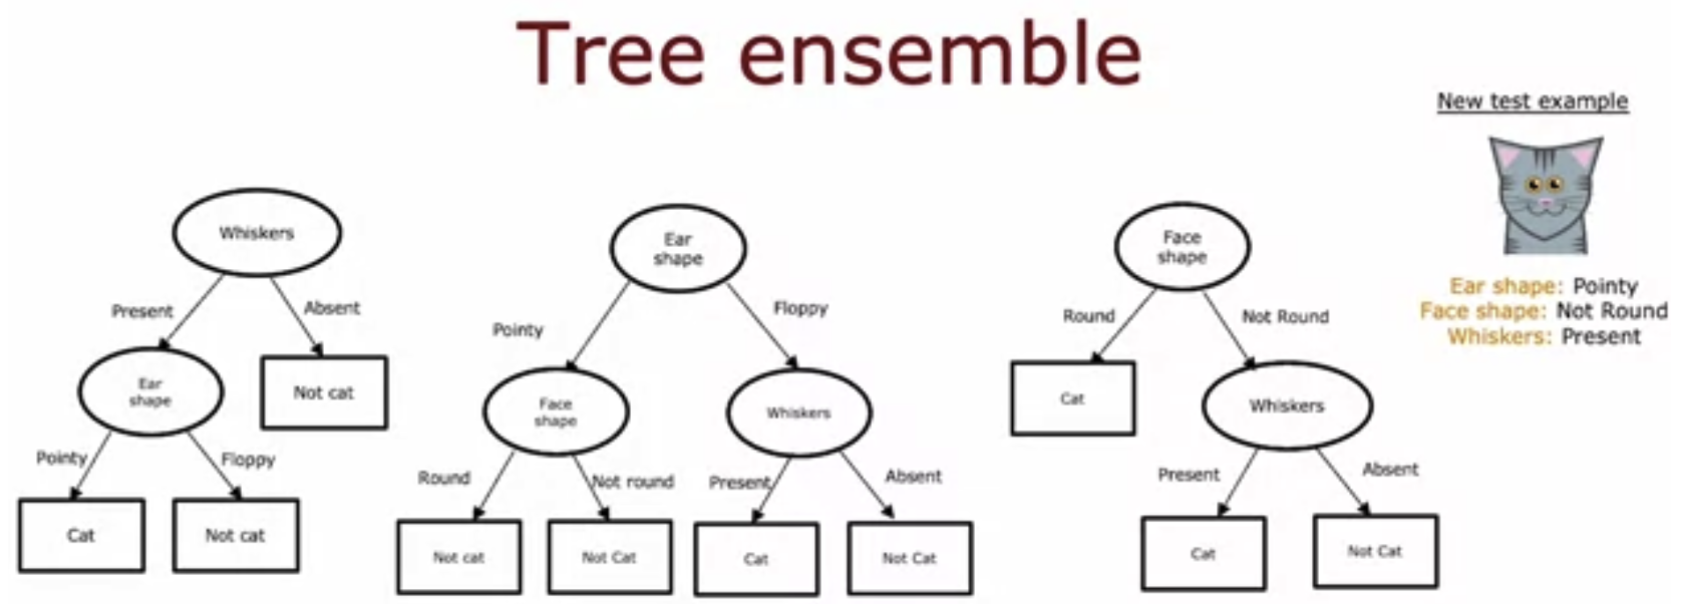 Tree ensemble
New test example
Ear shape: Pointy
Face shape: Not Round
Whiskers: Present
Whiskers
Present
Absent
Ear
shape
Not cat
Pointy
Floppy
Cat
Not cat
Ear
shape
Pointy
Floppy
Face
shape
Whiskers
Round
Not round
Present
Absent
Not cat
Not Cat
Cat
Not Cat
Face
shape
Round
Not Round
Cat
Whiskers
Present
Absent
Cat
Not Cat